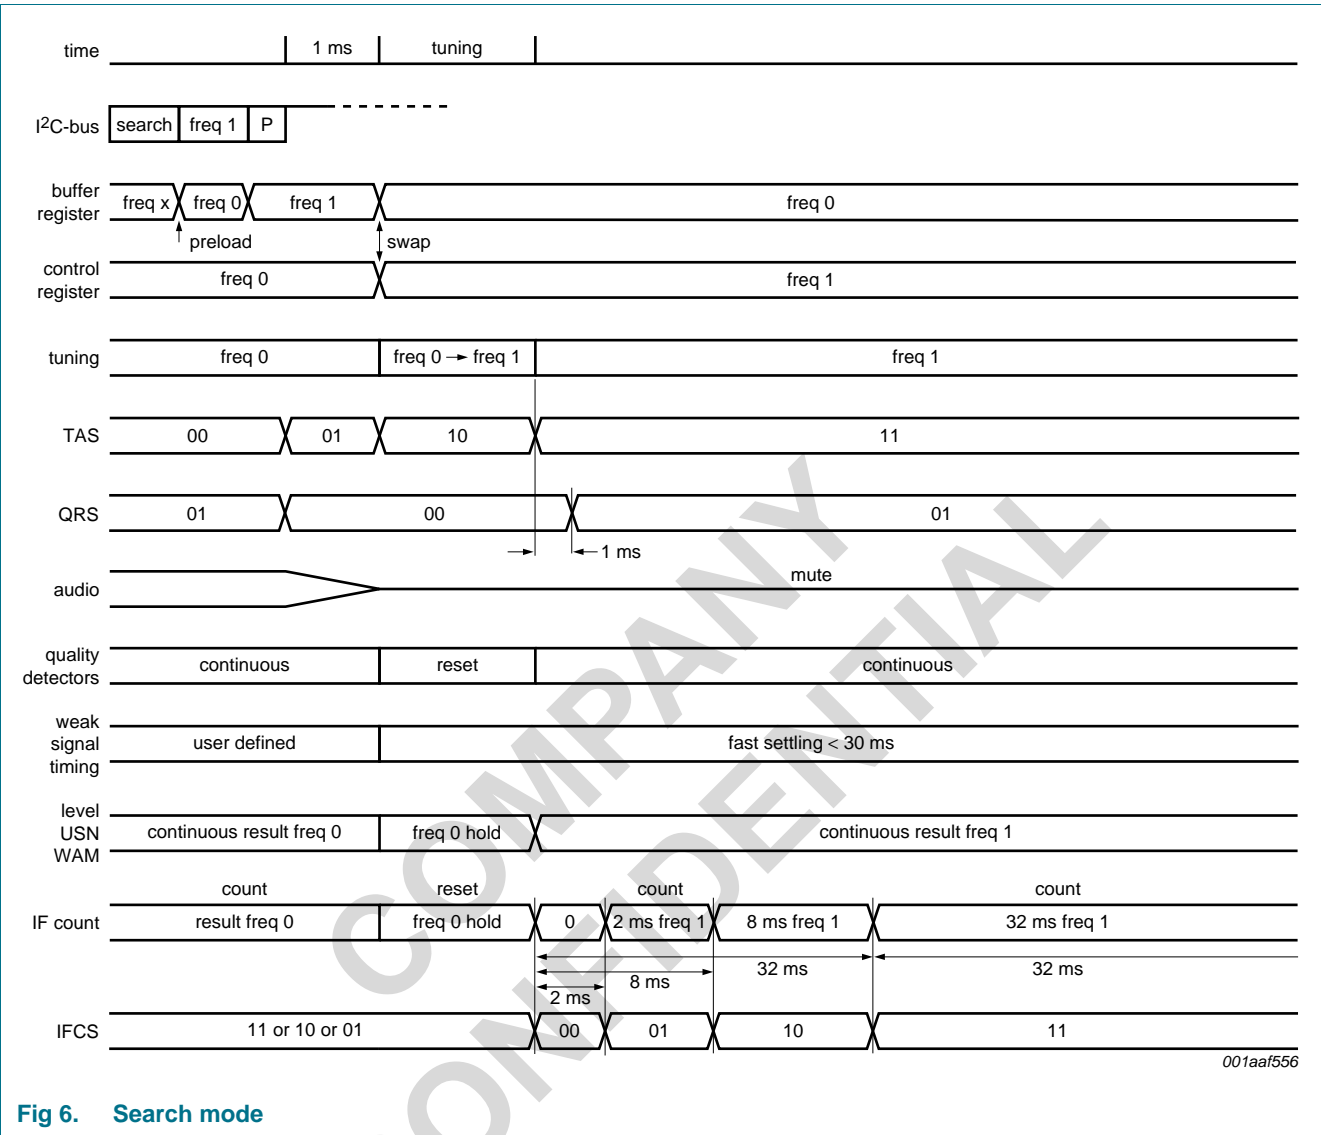 time 1 ms tuning
I2C-bus search freq 1 P
buffer register freq x freq 0 freq 1 freq 0
preload swap
control register freq 0 freq 1
tuning freq 0 freq 0 → freq 1 freq 1
TAS 00 01 10 11
QRS 01 00 01
1 ms
audio mute
quality detectors continuous reset continuous
weak signal timing user defined fast settling < 30 ms
level USN WAM continuous result freq 0 freq 0 hold continuous result freq 1
count reset count count
IF count result freq 0 freq 0 hold 0 2 ms freq 1 8 ms freq 1 32 ms freq 1
32 ms 32 ms
8 ms
2 ms
IFCS 11 or 10 or 01 00 01 10 11
001aaf556
Fig 6. Search mode
COMPANY
CONFIDENTIAL